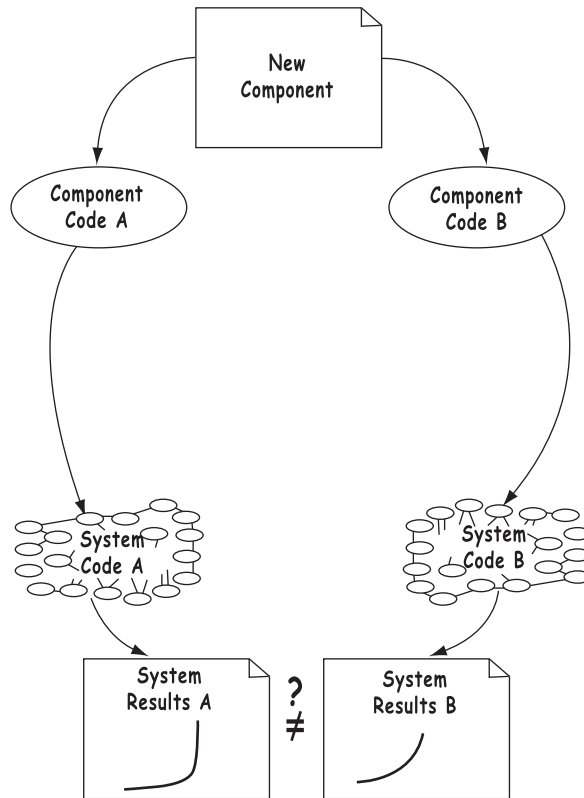 New
Component
Component
Code A
Component
Code B
System
Code A
System
Code B
System
Results A
?
≠
System
Results B